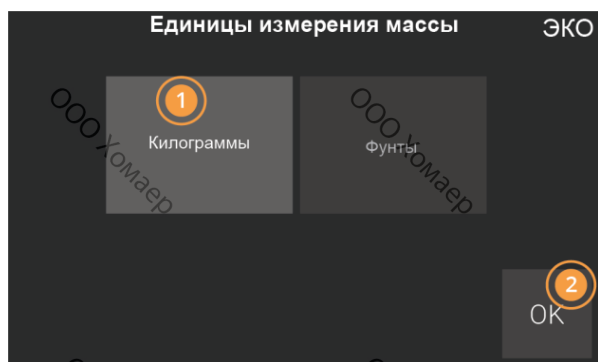 Единицы измерения массы
ЭКО
1
Килограммы
Фунты
ООО Хомаер
ООО Хомаер
2
OK